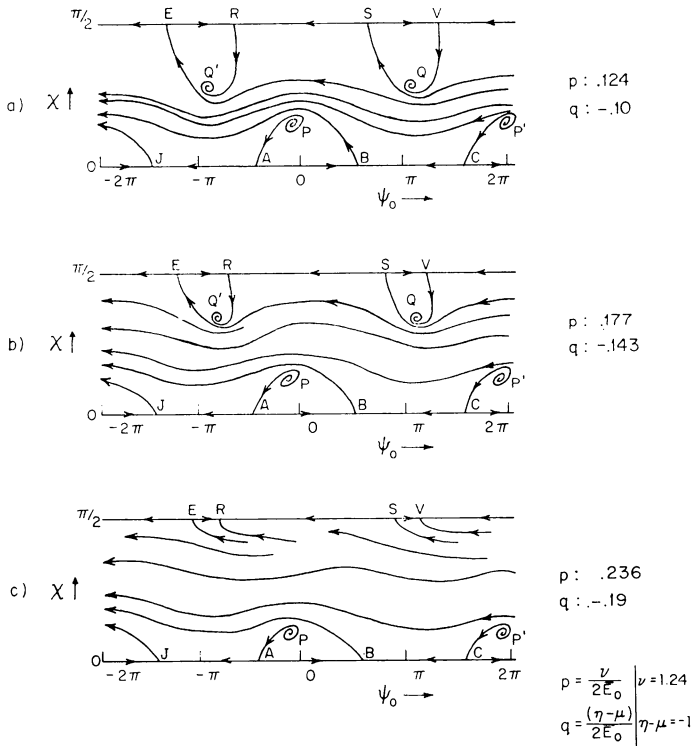 π/2 E R S V
Q' Q
a) χ P P' p: .124
q: -.10
0 J A B C
-2π -π 0 π 2π
ψ₀
π/2 E R S V
Q' Q
b) χ P P' p: .177
q: -.143
0 J A B C
-2π -π 0 π 2π
ψ₀
π/2 E R S V
c) χ P P' p: .236
q: -.19
0 J A B C
-2π -π 0 π 2π
ψ₀
p = ν/2E₀ | ν = 1.24
q = (η-μ)/2E₀ | η-μ = -1